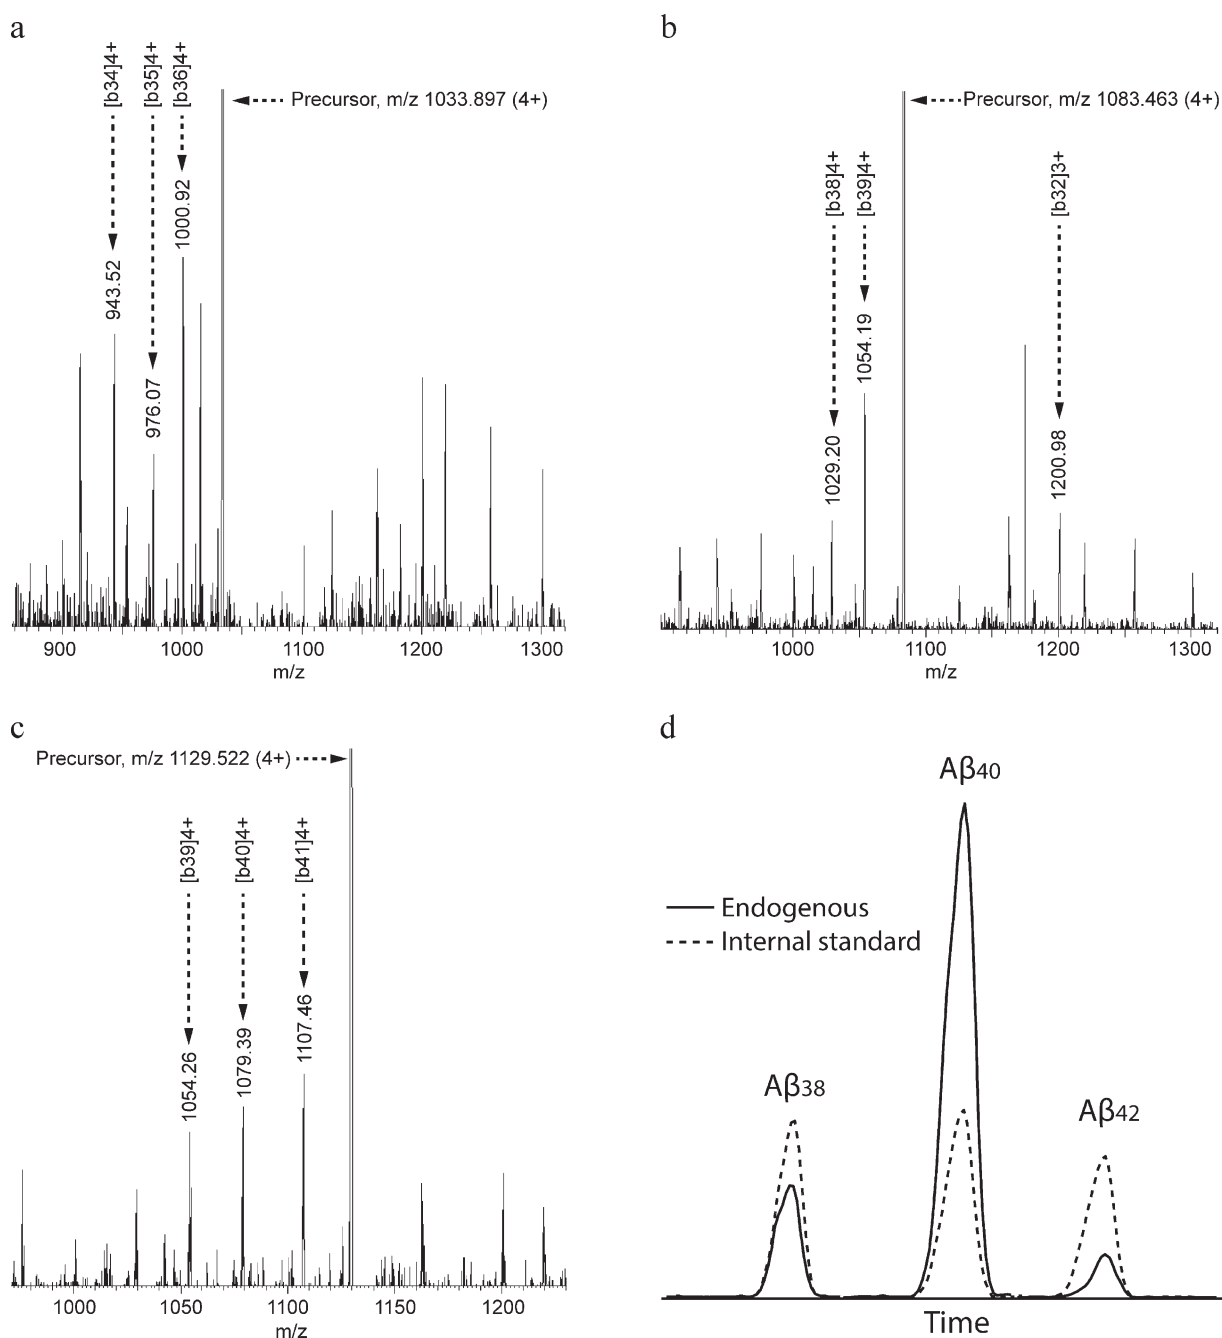 a
[b34]4+
[b35]4+
[b36]4+
Precursor, m/z 1033.897 (4+)
943.52
976.07
1000.92
900
1000
1100
1200
1300
m/z
b
Precursor, m/z 1083.463 (4+)
[b38]4+
[b39]4+
[b32]3+
1029.20
1054.19
1200.98
1000
1100
1200
1300
m/z
c
Precursor, m/z 1129.522 (4+)
[b39]4+
[b40]4+
[b41]4+
1054.26
1079.39
1107.46
1000
1050
1100
1150
1200
m/z
d
Aβ40
Endogenous
Internal standard
Aβ38
Aβ42
Time